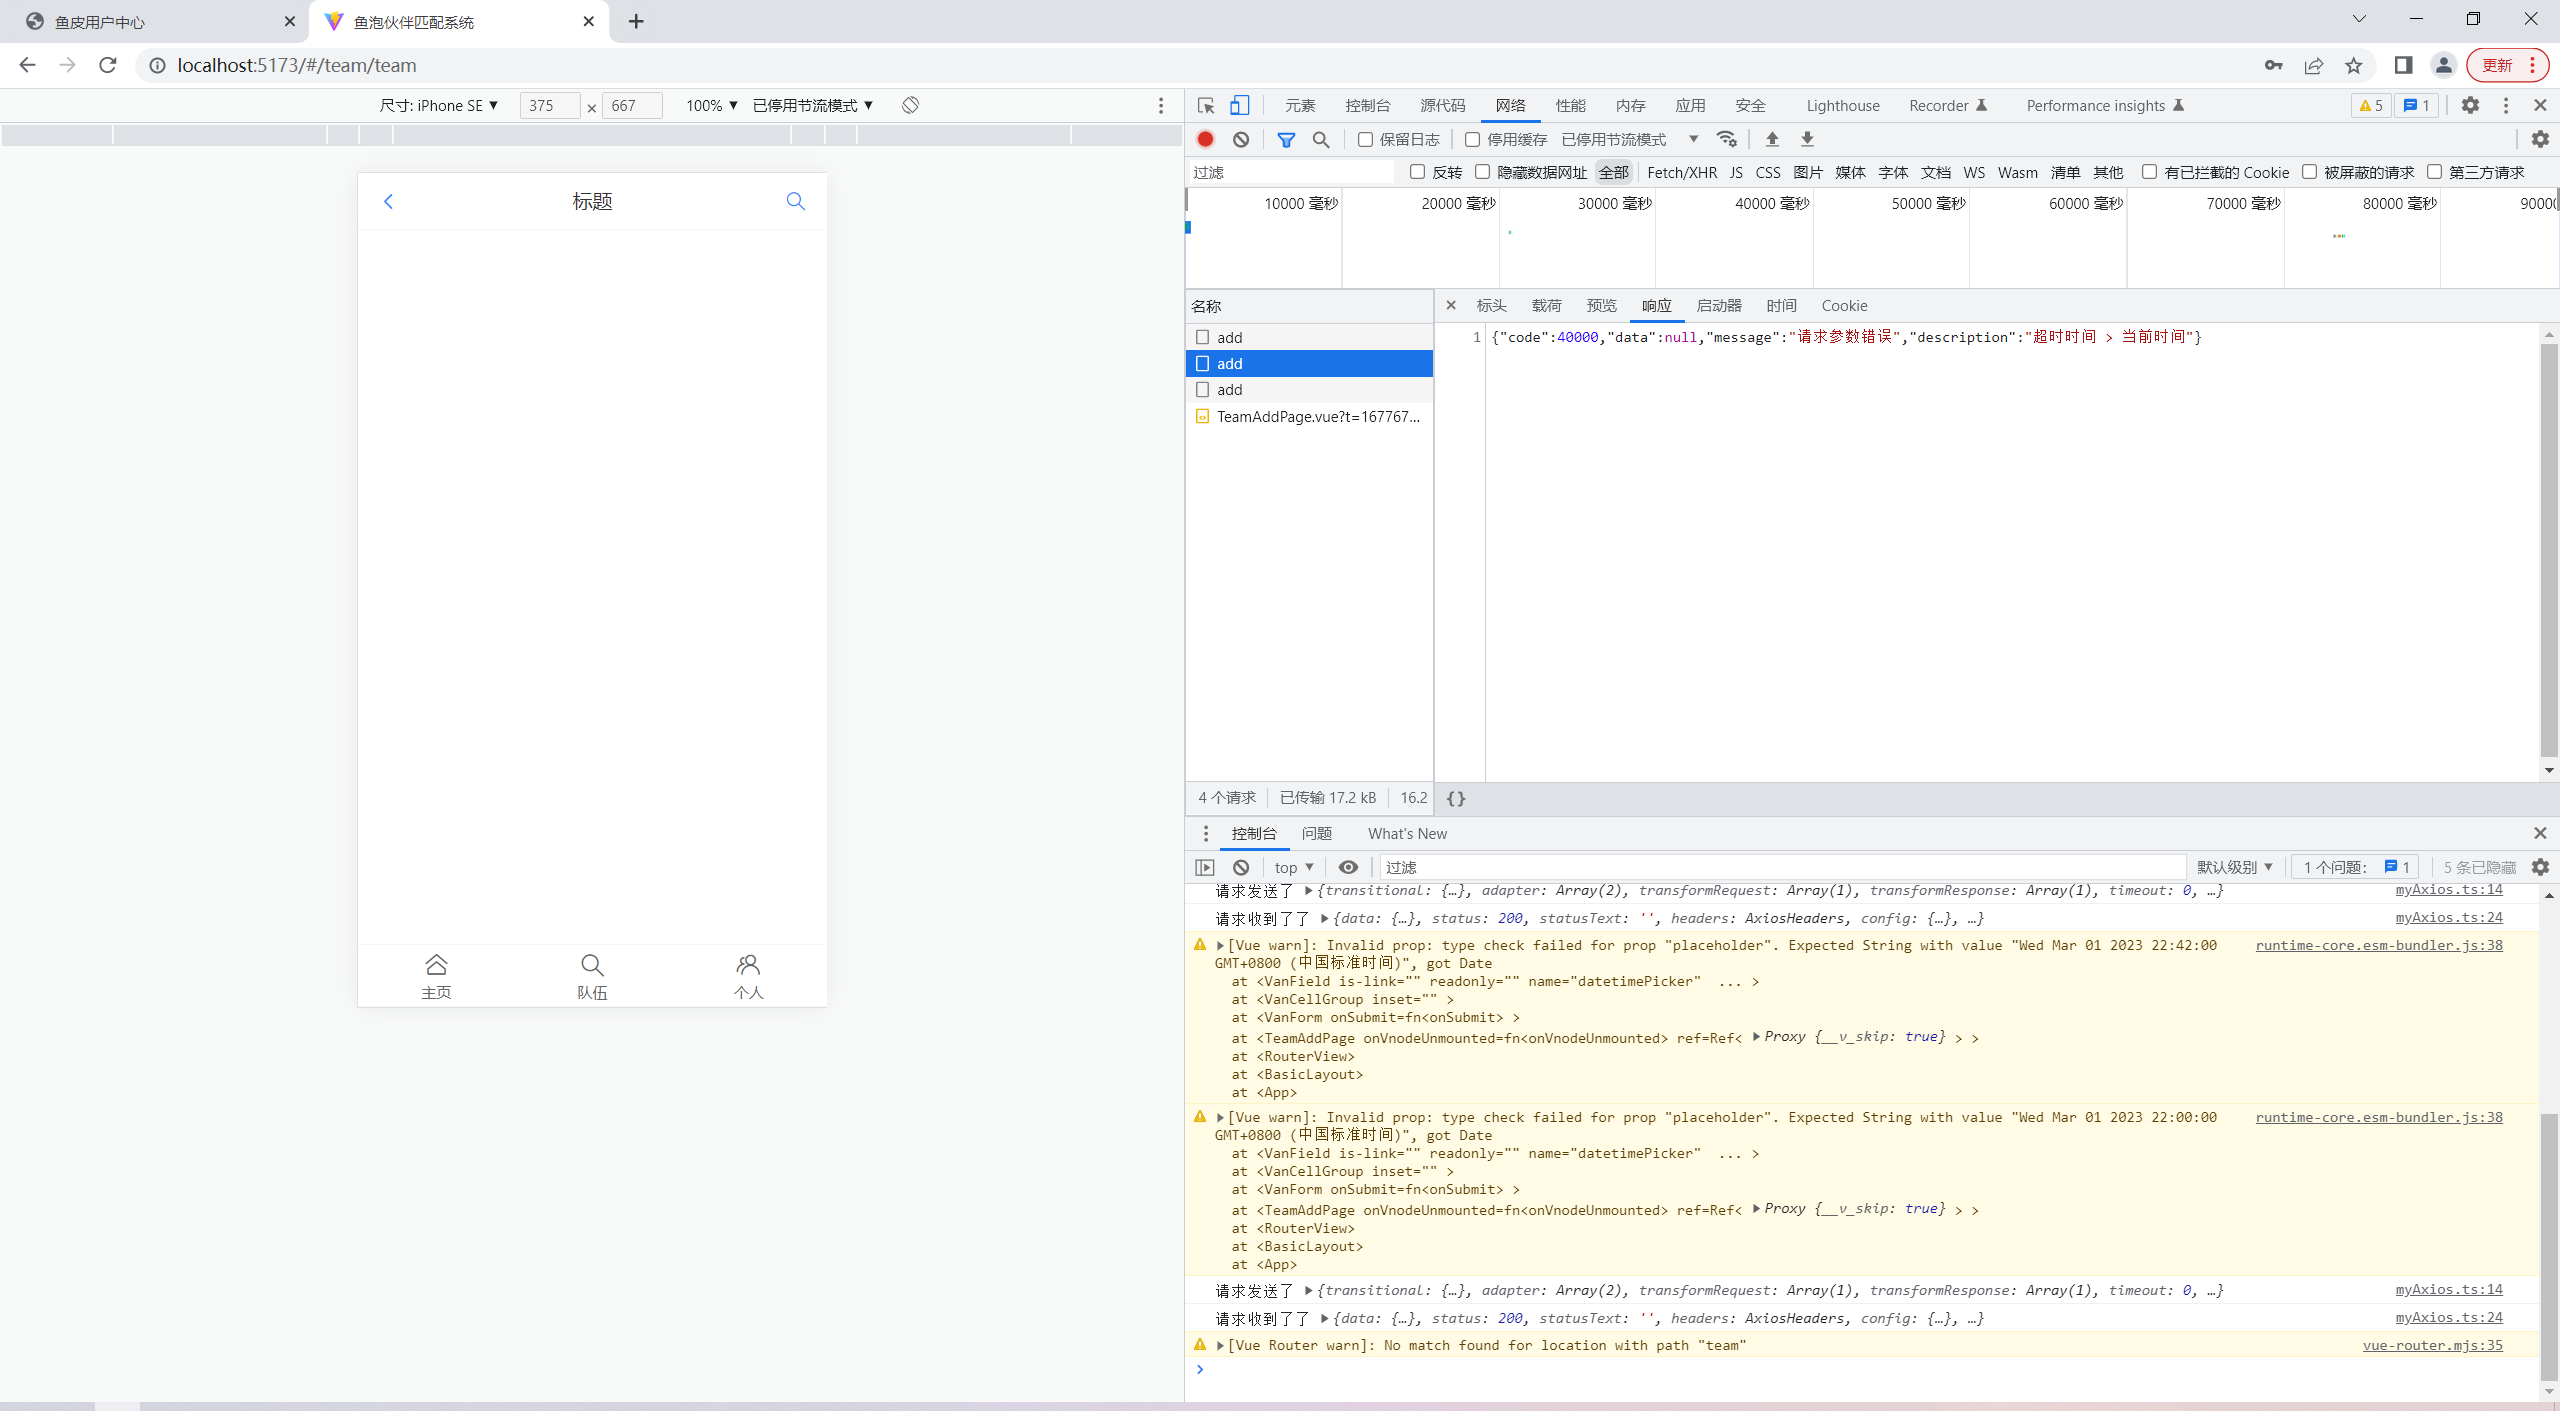 鱼皮用户中心
鱼泡伙伴匹配系统
localhost:5173/#/team/team
更新
尺寸: iPhone SE ▼ 375 × 667 100% ▼ 已停用节流模式 ▼
元素 控制台 源代码 网络 性能 内存 应用 安全 Lighthouse Recorder Performance insights 5 1
保留日志 停用缓存 已停用节流模式 ▼
过滤 反转 隐藏数据网址 全部 Fetch/XHR JS CSS 图片 媒体 字体 文档 WS Wasm 清单 其他 有已拦截的 Cookie 被屏蔽的请求 第三方请求
10000 毫秒 20000 毫秒 30000 毫秒 40000 毫秒 50000 毫秒 60000 毫秒 70000 毫秒 80000 毫秒 9000
标题
主页 队伍 个人
名称
add
add
add
TeamAddPage.vue?t=167767...
4 个请求 已传输 17.2 kB 16.2
标头 载荷 预览 响应 启动器 时间 Cookie
1 {"code":40000,"data":null,"message":"请求参数错误","description":"超时时间 > 当前时间"}
{}
控制台 问题 What's New
top ▼ 过滤 默认级别 ▼ 1 个问题: 1 5 条已隐藏
请求发送了 ▶{transitional: {…}, adapter: Array(2), transformRequest: Array(1), transformResponse: Array(1), timeout: 0, …} myAxios.ts:14
请求收到了了 ▶{data: {…}, status: 200, statusText: '', headers: AxiosHeaders, config: {…}, …} myAxios.ts:24
▶[Vue warn]: Invalid prop: type check failed for prop "placeholder". Expected String with value "Wed Mar 01 2023 22:42:00 runtime-core.esm-bundler.js:38
GMT+0800 (中国标准时间)", got Date
at <VanField is-link="" readonly="" name="datetimePicker" ... >
at <VanCellGroup inset="" >
at <VanForm onSubmit=fn<onSubmit> >
at <TeamAddPage onVnodeUnmounted=fn<onVnodeUnmounted> ref=Ref< ▶Proxy {__v_skip: true} > >
at <RouterView>
at <BasicLayout>
at <App>
▶[Vue warn]: Invalid prop: type check failed for prop "placeholder". Expected String with value "Wed Mar 01 2023 22:00:00 runtime-core.esm-bundler.js:38
GMT+0800 (中国标准时间)", got Date
at <VanField is-link="" readonly="" name="datetimePicker" ... >
at <VanCellGroup inset="" >
at <VanForm onSubmit=fn<onSubmit> >
at <TeamAddPage onVnodeUnmounted=fn<onVnodeUnmounted> ref=Ref< ▶Proxy {__v_skip: true} > >
at <RouterView>
at <BasicLayout>
at <App>
请求发送了 ▶{transitional: {…}, adapter: Array(2), transformRequest: Array(1), transformResponse: Array(1), timeout: 0, …} myAxios.ts:14
请求收到了了 ▶{data: {…}, status: 200, statusText: '', headers: AxiosHeaders, config: {…}, …} myAxios.ts:24
▶[Vue Router warn]: No match found for location with path "team" vue-router.mjs:35